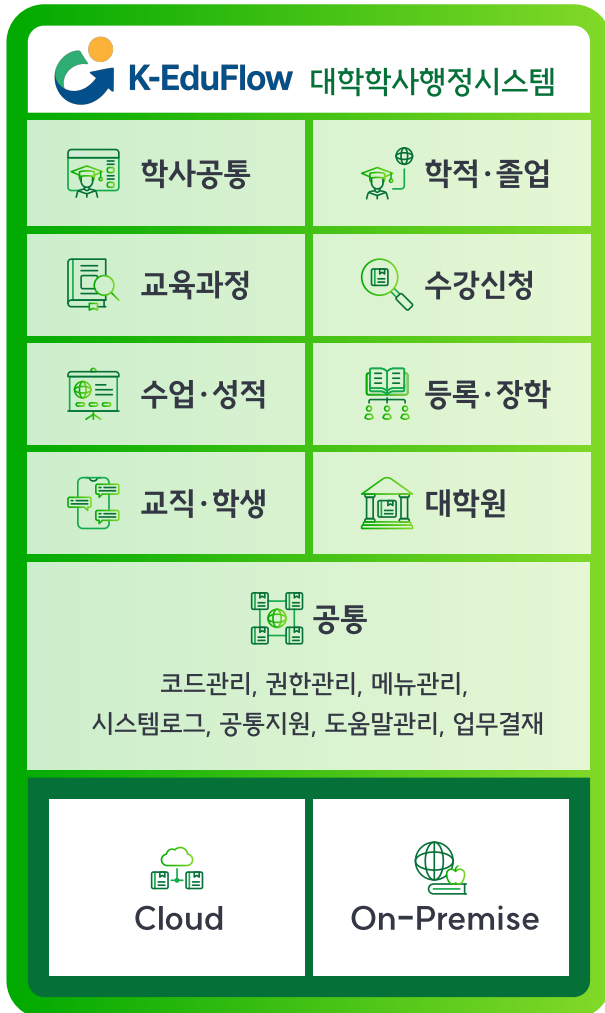 K-EduFlow 대학학사행정시스템
학사공통
학적·졸업
교육과정
수강신청
수업·성적
등록·장학
교직·학생
대학원
공통
코드관리, 권한관리, 메뉴관리,
시스템로그, 공통지원, 도움말관리, 업무결재
Cloud
On-Premise